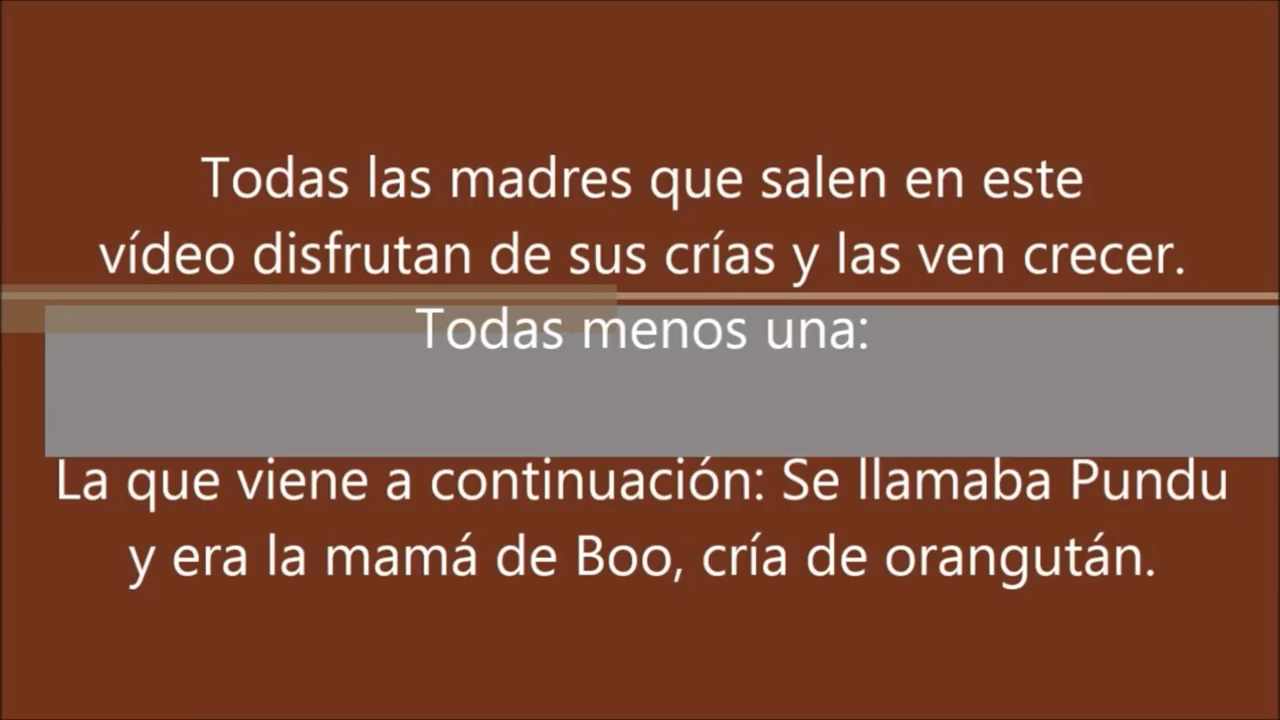 Todas las madres que salen en este
vídeo disfrutan de sus crías y las ven crecer.
Todas menos una:
La que viene a continuación: Se llamaba Pundu
y era la mamá de Boo, cría de orangután.